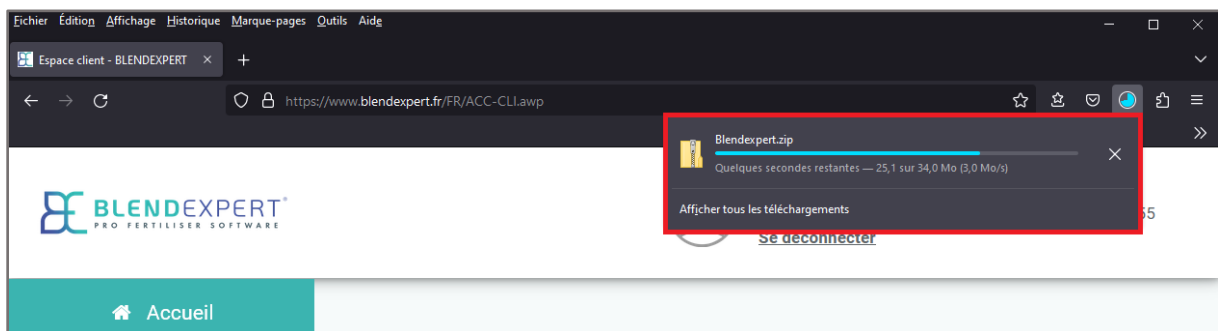 Fichier Édition Affichage Historique Marque-pages Outils Aide
Espace client - BLENDEXPERT
https://www.blendexpert.fr/FR/ACC-CLI.awp
Blendexpert.zip
Quelques secondes restantes — 25,1 sur 34,0 Mo (3,0 Mo/s)
Afficher tous les téléchargements
BLENDEXPERT
PRO FERTILISER SOFTWARE
55
Se déconnecter
Accueil